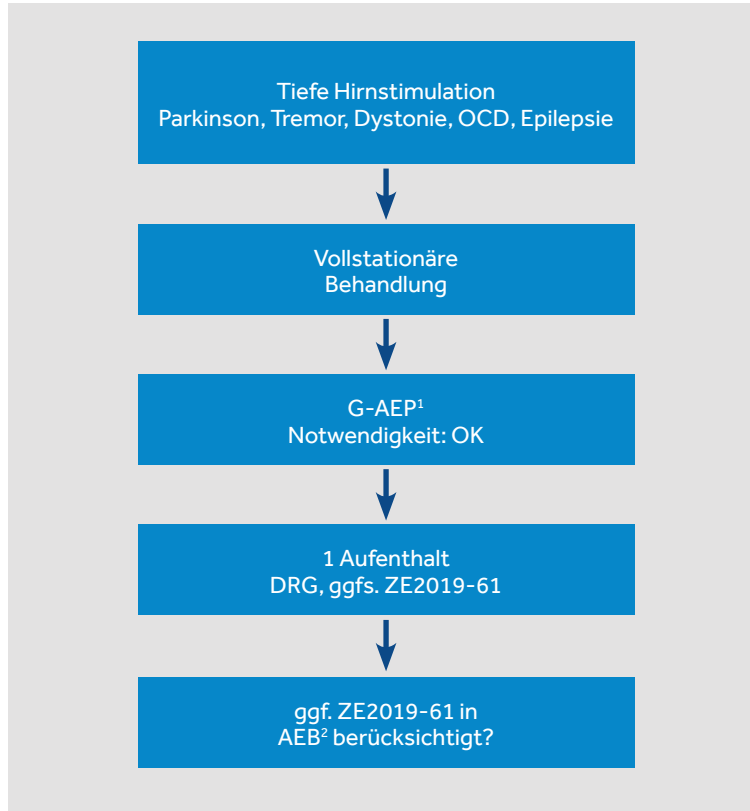 Tiefe Hirnstimulation
Parkinson, Tremor, Dystonie, OCD, Epilepsie
Vollstationäre
Behandlung
G-AEP¹
Notwendigkeit: OK
1 Aufenthalt
DRG, ggfs. ZE2019-61
ggf. ZE2019-61 in
AEB² berücksichtigt?